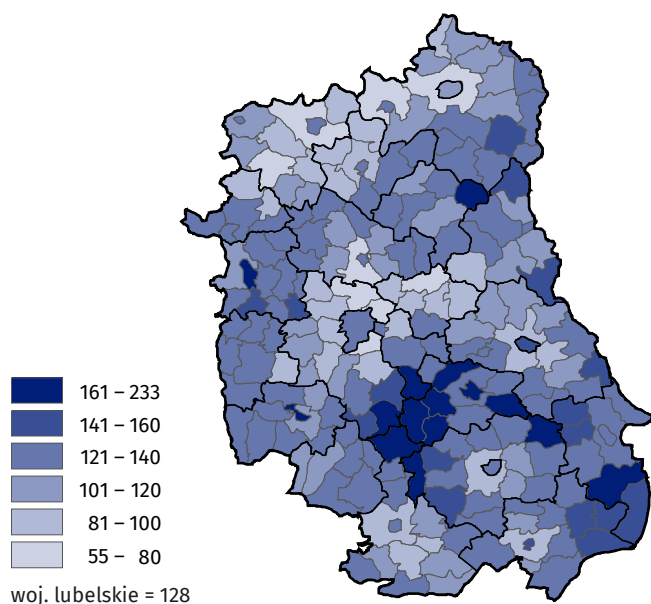 161 – 233
141 – 160
121 – 140
101 – 120
81 – 100
55 – 80
woj. lubelskie = 128